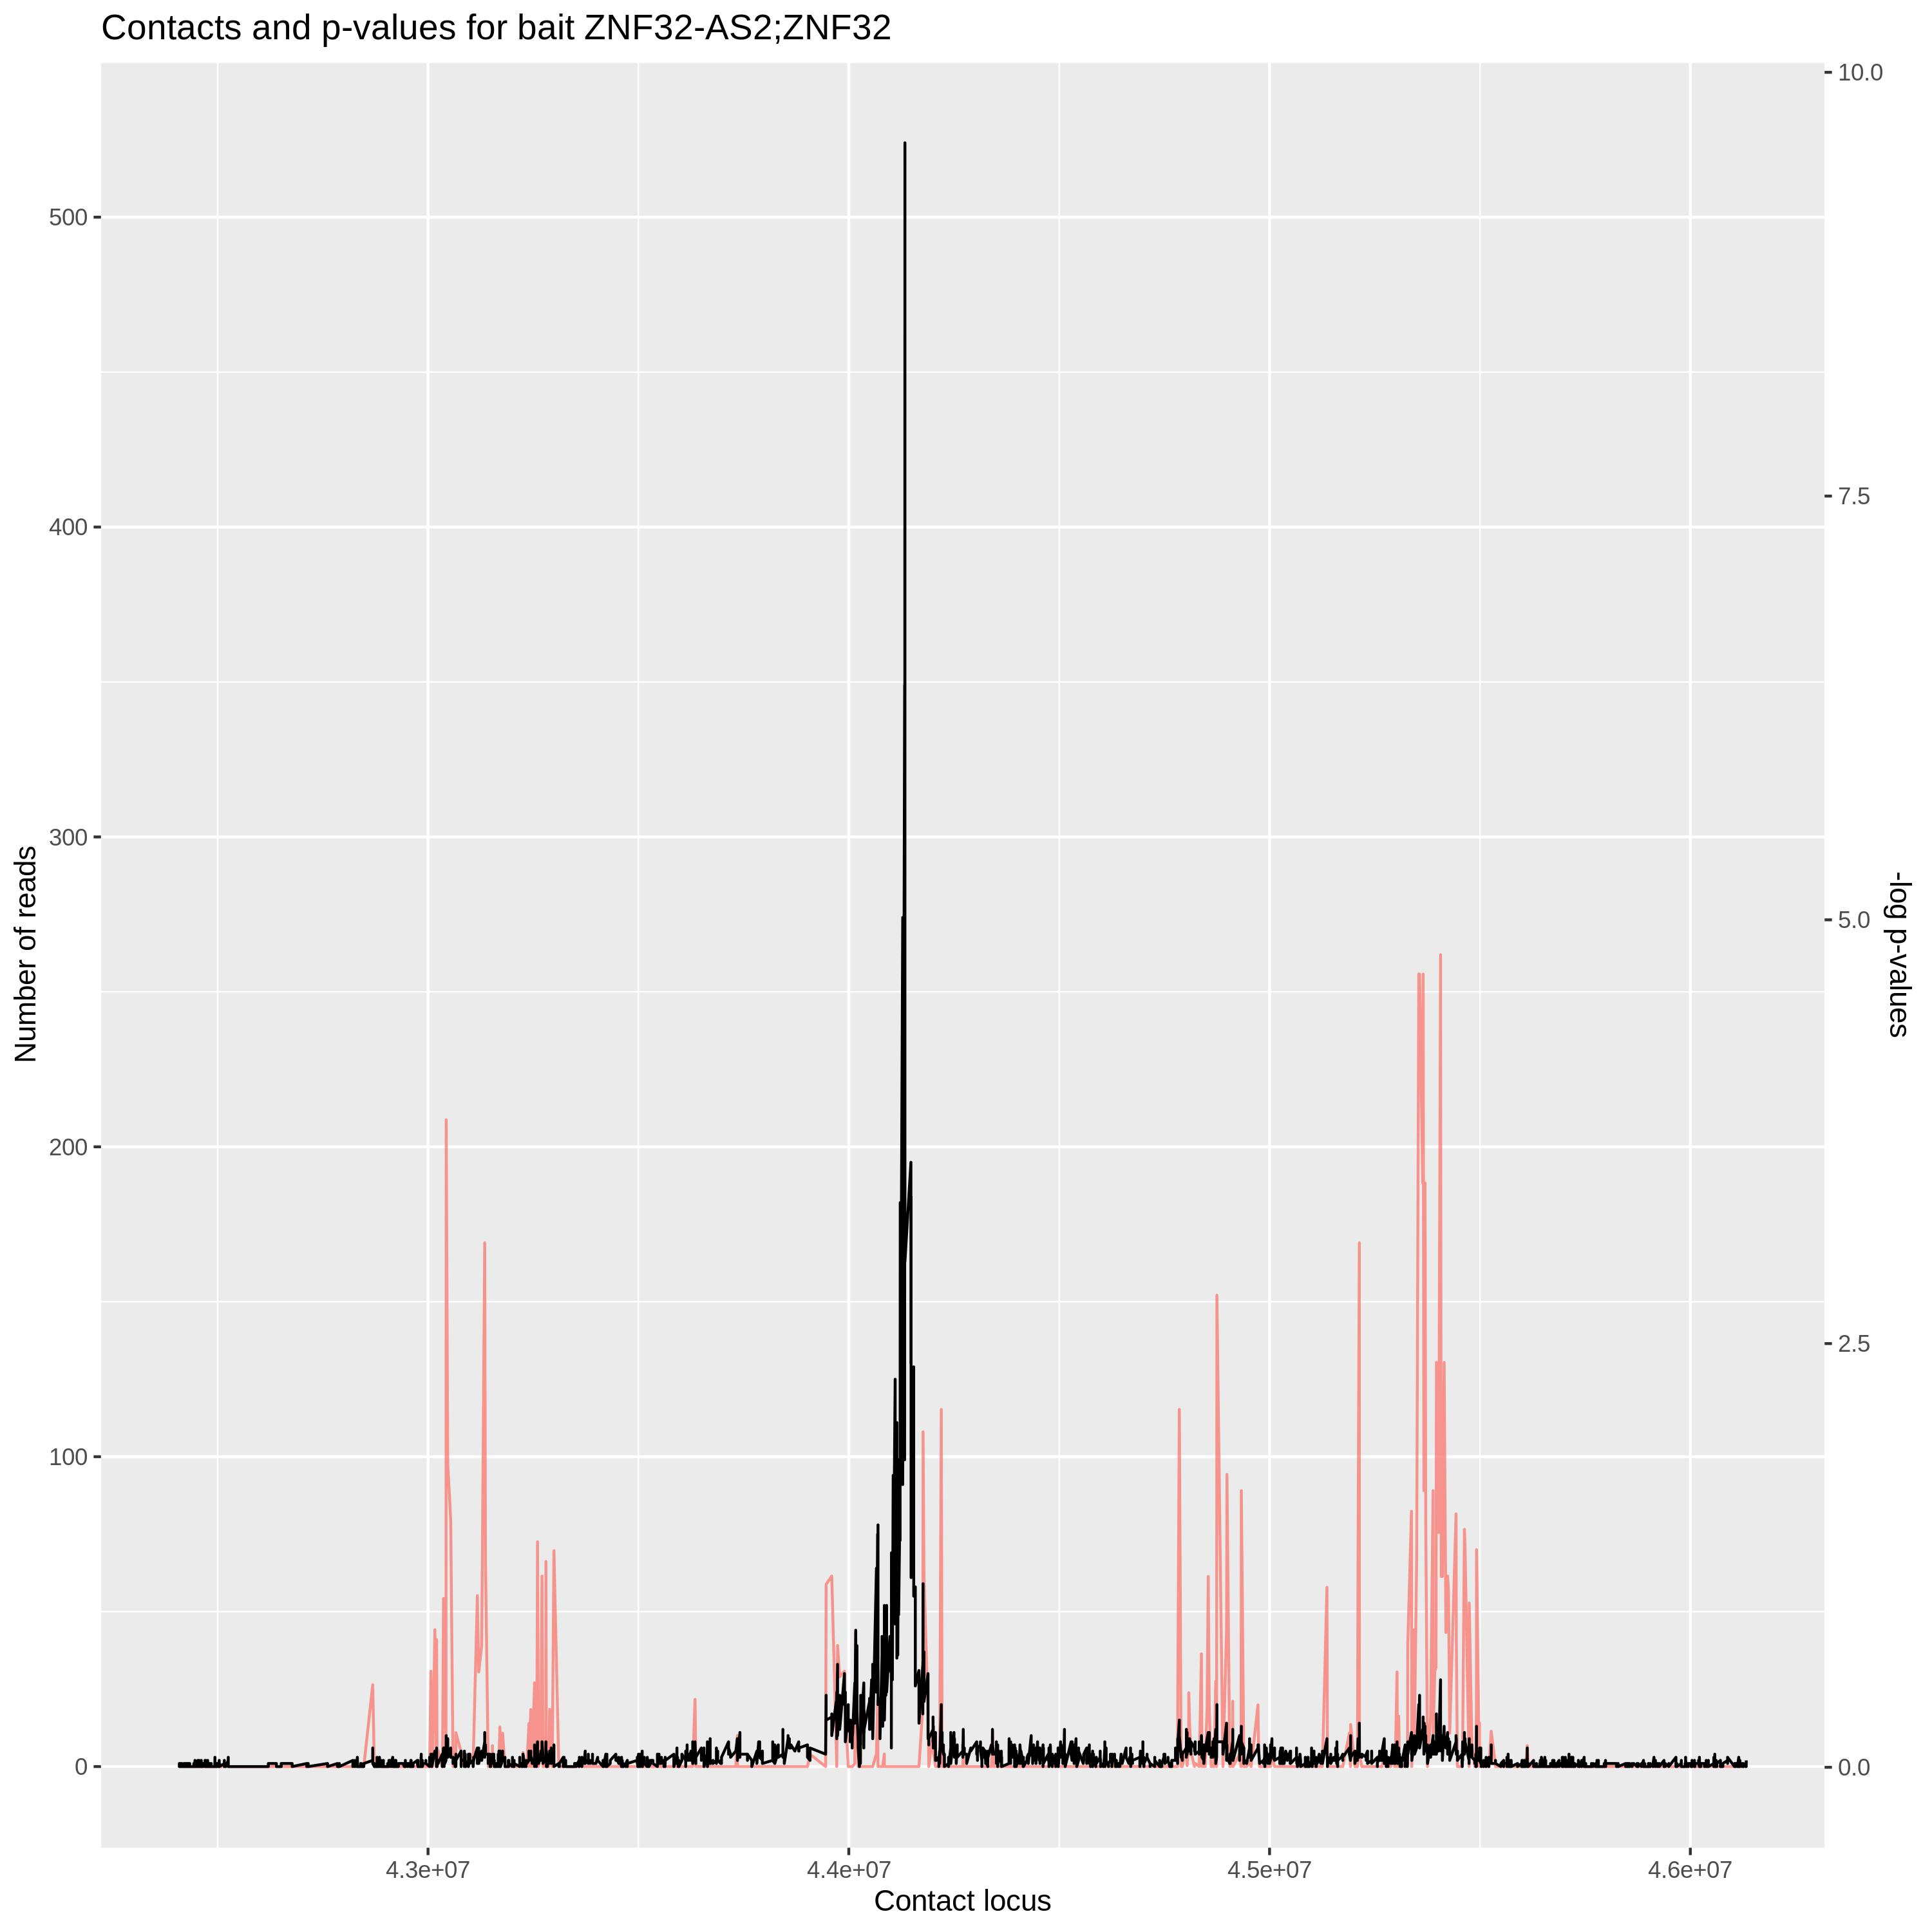 Contacts and p-values for bait ZNF32-AS2;ZNF32
10.0
500
7.5
400
300
5.0
Number of reads
-log p-values
200
2.5
100
0
0.0
4.3e+07 4.4e+07 4.5e+07 4.6e+07
Contact locus